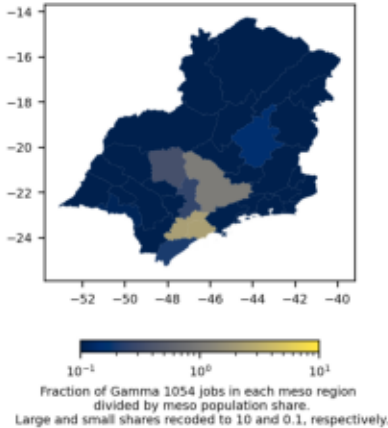 −14
−16
−18
−20
−22
−24
−52 −50 −48 −46 −44 −42 −40
10⁻¹ 10⁰ 10¹
Fraction of Gamma 1054 jobs in each meso region
divided by meso population share.
Large and small shares recoded to 10 and 0.1, respectively.